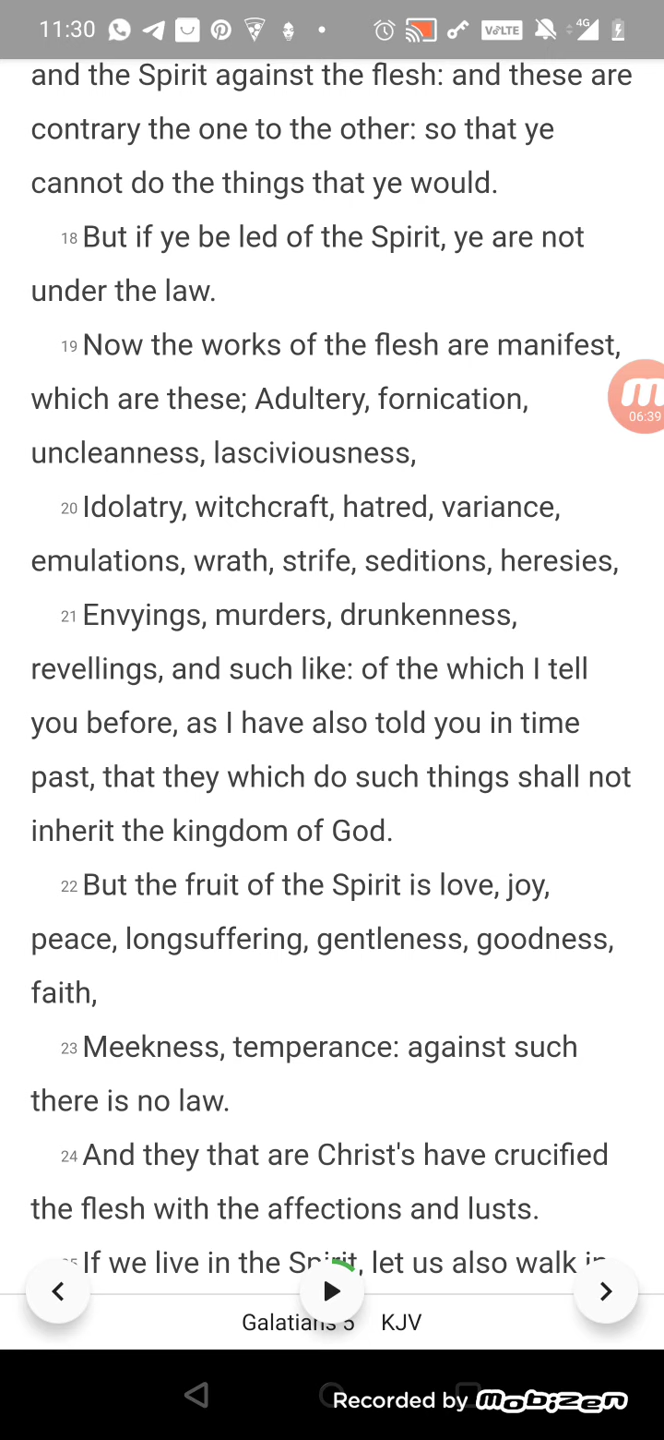 11:30
VoLTE
4G
and the Spirit against the flesh: and these are
contrary the one to the other: so that ye
cannot do the things that ye would.
18 But if ye be led of the Spirit, ye are not
under the law.
19 Now the works of the flesh are manifest,
which are these; Adultery, fornication,
06:39
uncleanness, lasciviousness,
20 Idolatry, witchcraft, hatred, variance,
emulations, wrath, strife, seditions, heresies,
21 Envyings, murders, drunkenness,
revellings, and such like: of the which I tell
you before, as I have also told you in time
past, that they which do such things shall not
inherit the kingdom of God.
22 But the fruit of the Spirit is love, joy,
peace, longsuffering, gentleness, goodness,
faith,
23 Meekness, temperance: against such
there is no law.
24 And they that are Christ's have crucified
the flesh with the affections and lusts.
If we live in the Spirit, let us also walk in
Galatians 5 KJV
Recorded by mobizen